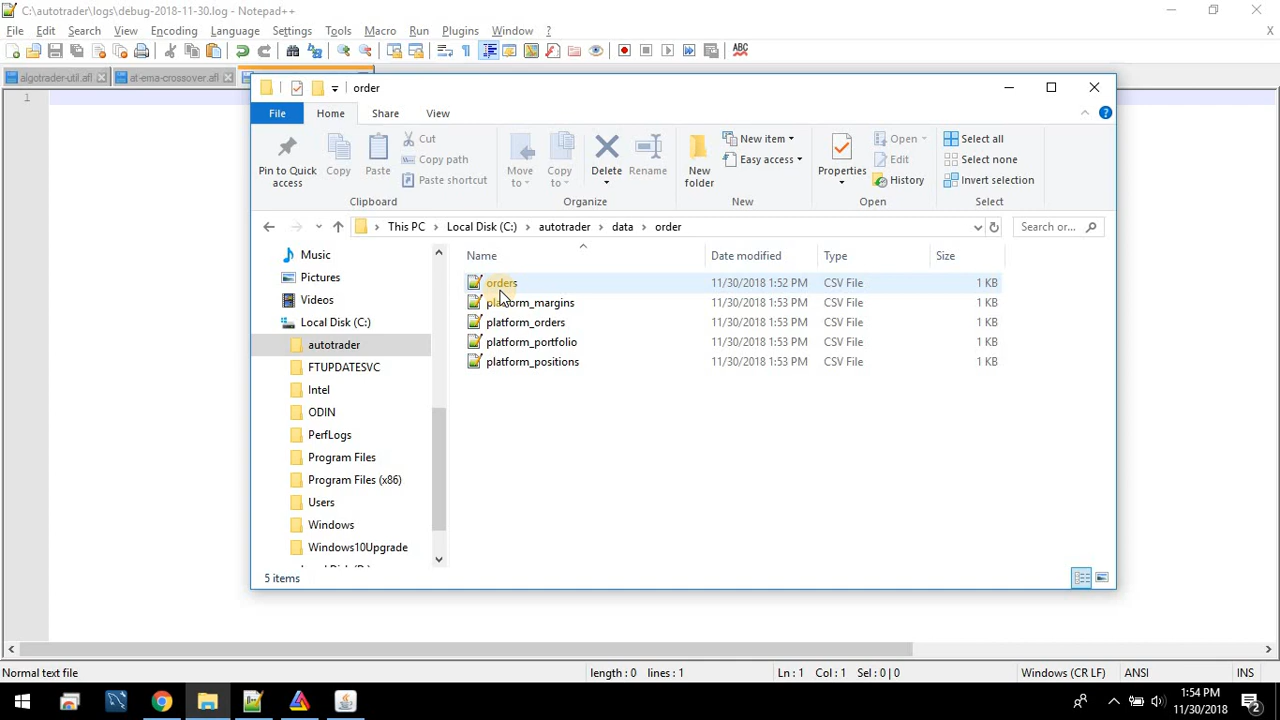 C:\autotrader\logs\debug-2018-11-30.log - Notepad++
File Edit Search View Encoding Language Settings Tools Macro Run Plugins Window ? X
ABC
algotrader-util.afl at-ema-crossover.afl
order
File Home Share View
Pin to Quick access
Copy
Paste
Cut
Copy path
Paste shortcut
Clipboard
Move to
Copy to
Delete
Rename
Organize
New folder
New item
Easy access
New
Properties
Open
Edit
History
Open
Select all
Select none
Invert selection
Select
This PC Local Disk (C:) autotrader data order
Search or...
Music
Pictures
Videos
Local Disk (C:)
autotrader
FTUPDATESVC
Intel
ODIN
PerfLogs
Program Files
Program Files (x86)
Users
Windows
Windows10Upgrade
Name Date modified Type Size
orders 11/30/2018 1:52 PM CSV File 1 KB
platform_margins 11/30/2018 1:53 PM CSV File 1 KB
platform_orders 11/30/2018 1:53 PM CSV File 1 KB
platform_portfolio 11/30/2018 1:53 PM CSV File 1 KB
platform_positions 11/30/2018 1:53 PM CSV File 1 KB
5 items
1
Normal text file length : 0 lines : 1 Ln : 1 Col : 1 Sel : 0 | 0 Windows (CR LF) ANSI INS
1:54 PM
11/30/2018
2